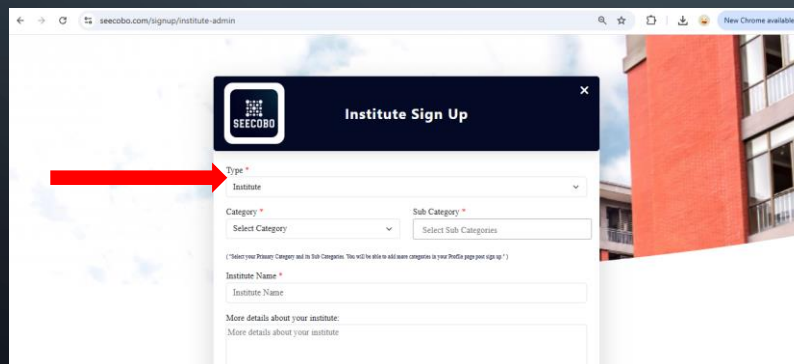 seecobo.com/signup/institute-admin
New Chrome available
SEECOBO
Institute Sign Up
Type *
Institute
Category *
Sub Category *
Select Category
Select Sub Categories
( "Select your Primary Category and its Sub Categories. You will be able to add more categories in your Profile page post sign up." )
Institute Name *
Institute Name
More details about your institute:
More details about your institute